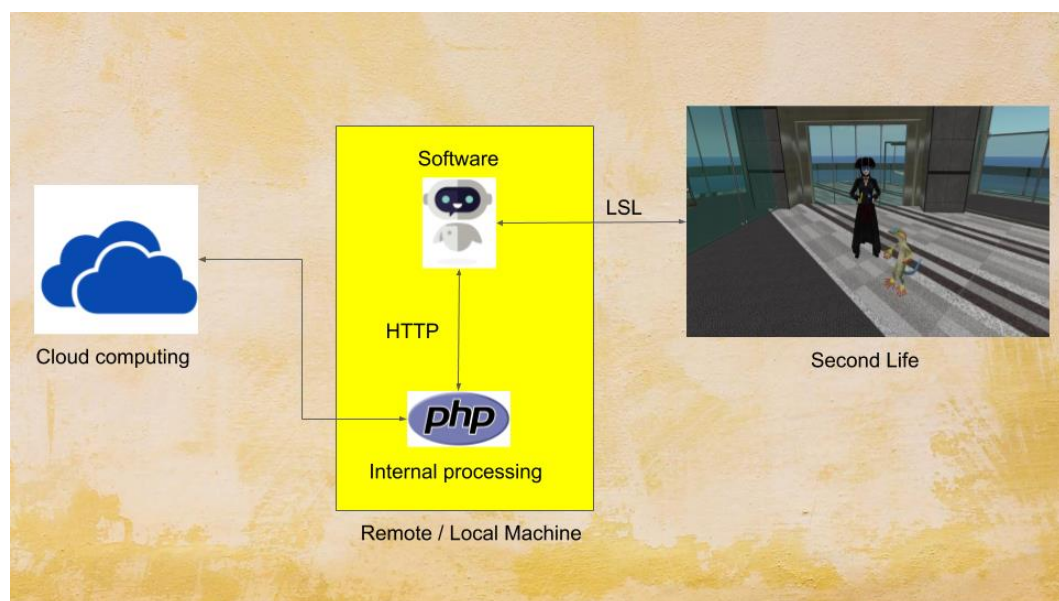 Software
LSL
HTTP
Cloud computing
Second Life
php
Internal processing
Remote / Local Machine